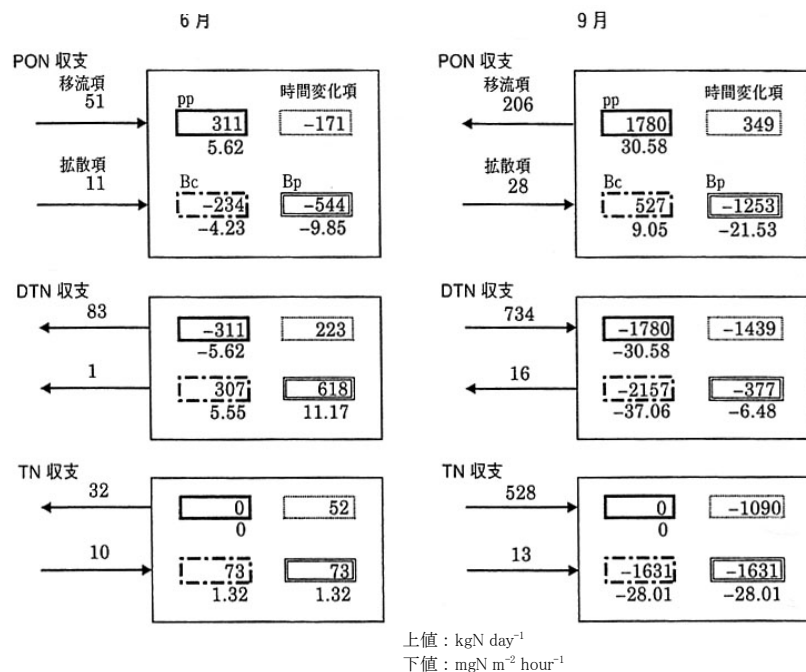 6月
9月
PON 収支
移流項
51
拡散項
11
pp
311
5.62
時間変化項
-171
Bc
-234
-4.23
Bp
-544
-9.85
PON 収支
移流項
206
拡散項
28
pp
1780
30.58
時間変化項
349
Bc
527
9.05
Bp
-1253
-21.53
DTN 収支
83
1
-311
-5.62
223
307
5.55
618
11.17
DTN 収支
734
16
-1780
-30.58
-1439
-2157
-37.06
-377
-6.48
TN 収支
32
10
0
0
52
73
1.32
73
1.32
TN 収支
528
13
0
0
-1090
-1631
-28.01
-1631
-28.01
上値：kgN day⁻¹
下値：mgN m⁻² hour⁻¹